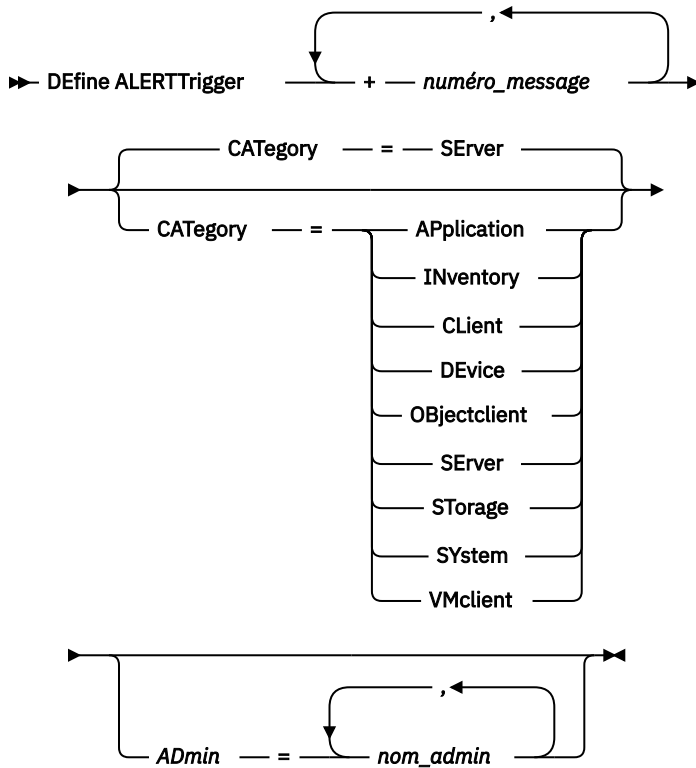 ,
DEfine ALERTTrigger + numéro_message
CATegory = SErver
CATegory = APplication
INventory
CLient
DEvice
OBjectclient
SErver
STorage
SYstem
VMclient
,
ADmin = nom_admin